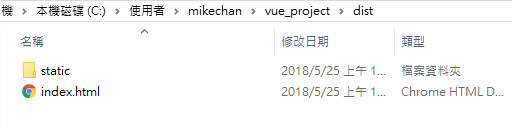 機 › 本機磁碟 (C:) › 使用者 › mikechan › vue_project › dist
名稱 修改日期 類型
static 2018/5/25 上午 1... 檔案資料夾
index.html 2018/5/25 上午 1... Chrome HTML D...